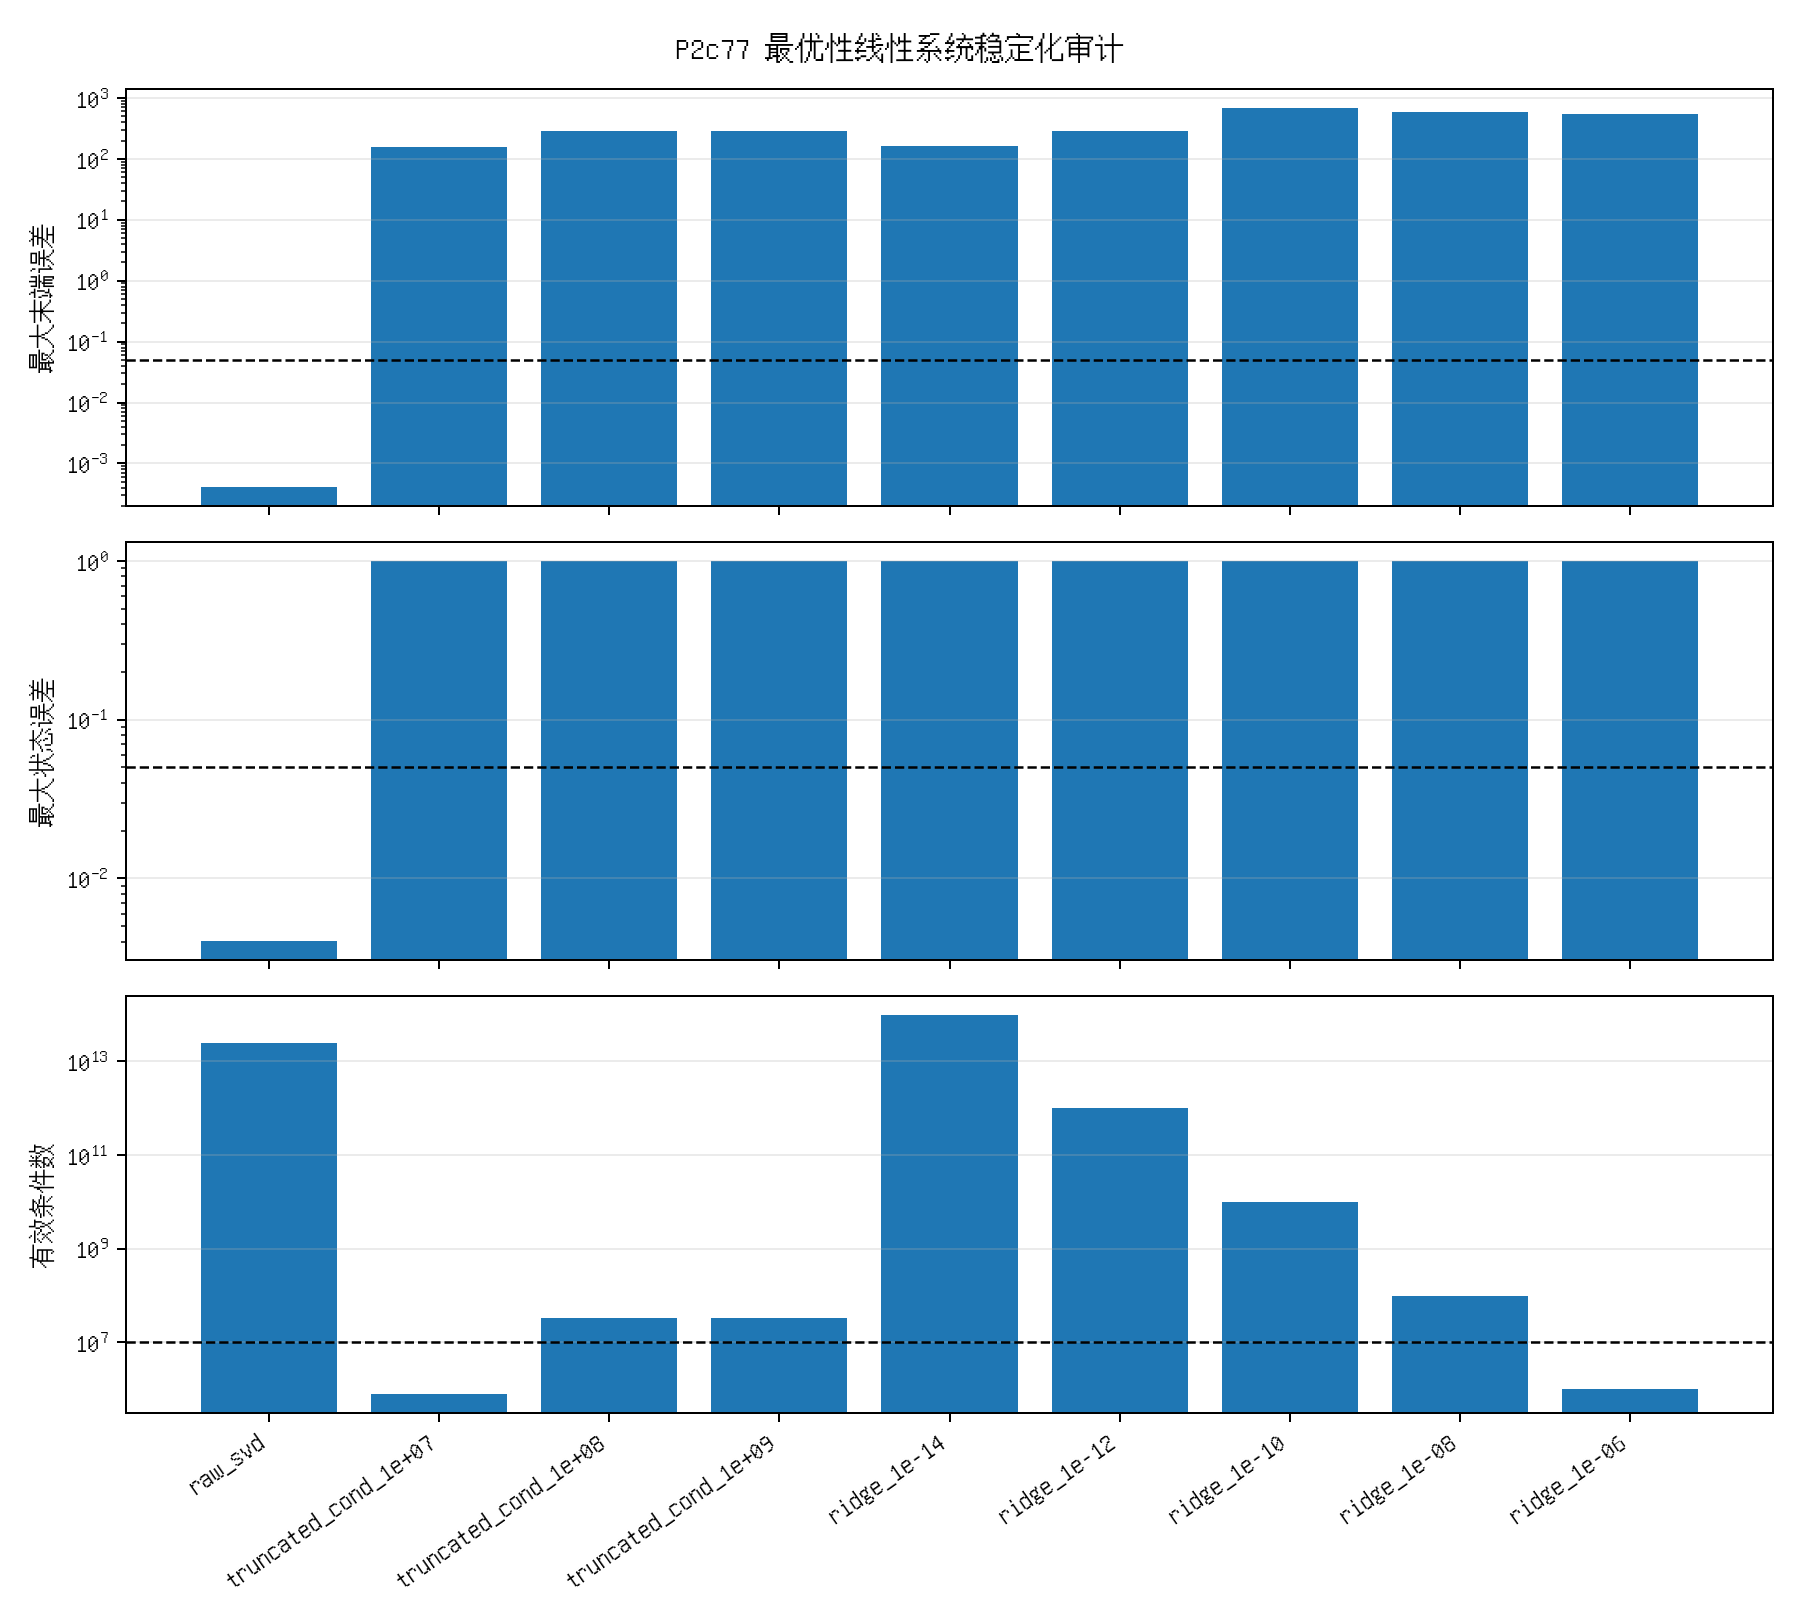 P2c77 最优性线性系统稳定化审计
最大末端误差
10³
10²
10¹
10⁰
10⁻¹
10⁻²
10⁻³
最大状态误差
10⁰
10⁻¹
10⁻²
有效条件数
10¹³
10¹¹
10⁹
10⁷
raw_svd
truncated_cond_1e+07
truncated_cond_1e+08
truncated_cond_1e+09
ridge_1e-14
ridge_1e-12
ridge_1e-10
ridge_1e-08
ridge_1e-06